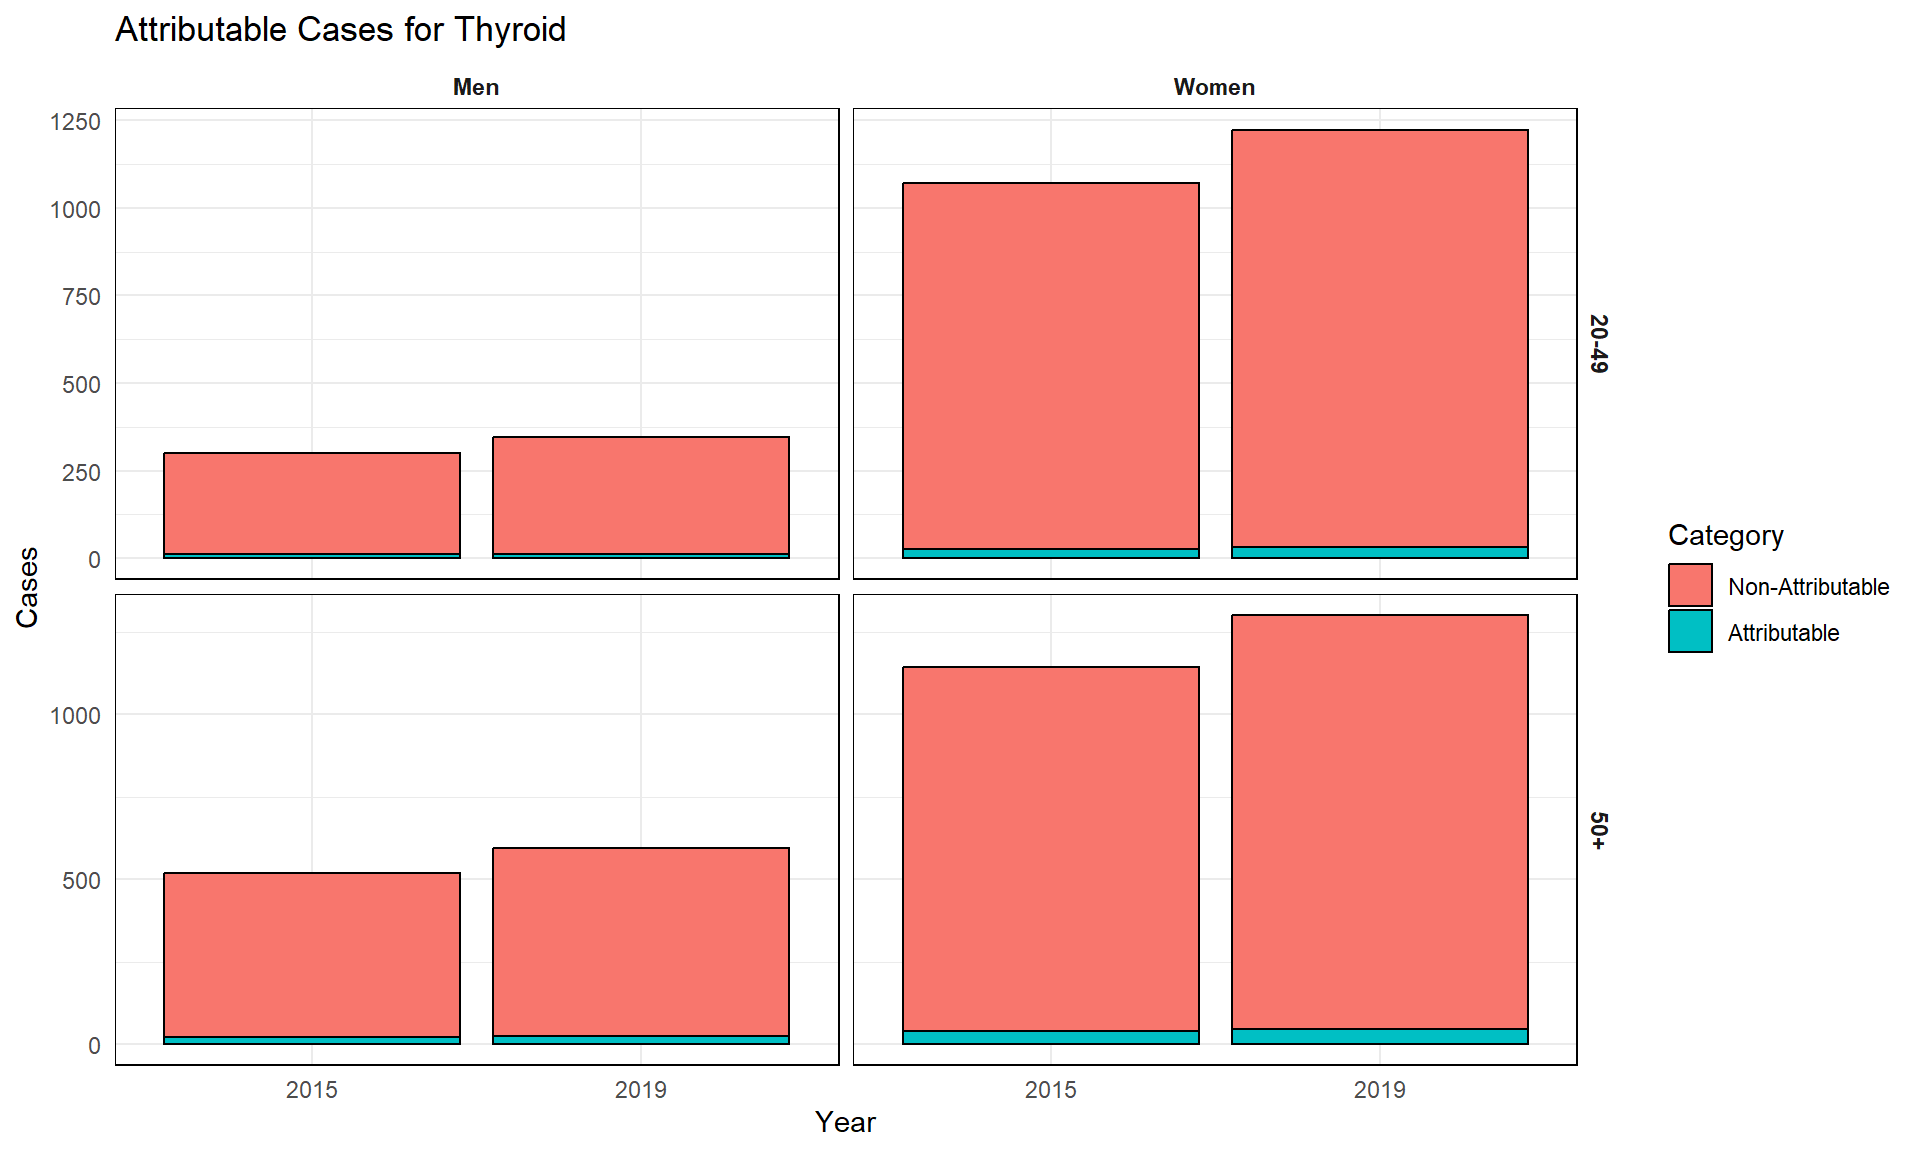 Attributable Cases for Thyroid
Men
Women
1250
1000
750
500
250
0
20-49
1000
500
0
50+
Cases
2015
2019
2015
2019
Year
Category
Non-Attributable
Attributable